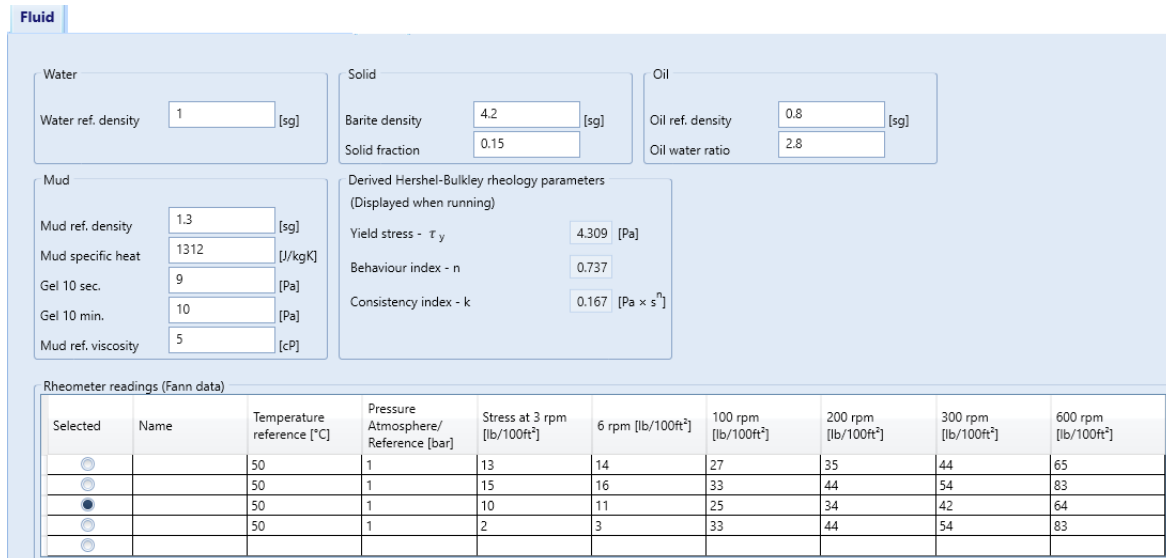 Fluid
Water
Water ref. density 1 [sg]
Solid
Barite density 4.2 [sg]
Solid fraction 0.15
Oil
Oil ref. density 0.8 [sg]
Oil water ratio 2.8
Mud
Mud ref. density 1.3 [sg]
Mud specific heat 1312 [J/kgK]
Gel 10 sec. 9 [Pa]
Gel 10 min. 10 [Pa]
Mud ref. viscosity 5 [cP]
Derived Hershel-Bulkley rheology parameters
(Displayed when running)
Yield stress - τ y 4.309 [Pa]
Behaviour index - n 0.737
Consistency index - k 0.167 [Pa × sⁿ]
Rheometer readings (Fann data)
Selected Name Temperature reference [°C] Pressure Atmosphere/ Reference [bar] Stress at 3 rpm [lb/100ft²] 6 rpm [lb/100ft²] 100 rpm [lb/100ft²] 200 rpm [lb/100ft²] 300 rpm [lb/100ft²] 600 rpm [lb/100ft²]
50 1 13 14 27 35 44 65
50 1 15 16 33 44 54 83
50 1 10 11 25 34 42 64
50 1 2 3 33 44 54 83